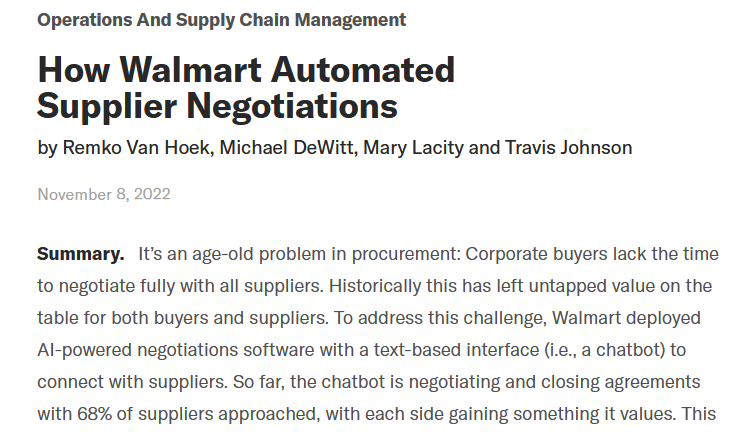 Operations And Supply Chain Management
How Walmart Automated
Supplier Negotiations
by Remko Van Hoek, Michael DeWitt, Mary Lacity and Travis Johnson
November 8, 2022
Summary. It’s an age-old problem in procurement: Corporate buyers lack the time
to negotiate fully with all suppliers. Historically this has left untapped value on the
table for both buyers and suppliers. To address this challenge, Walmart deployed
AI-powered negotiations software with a text-based interface (i.e., a chatbot) to
connect with suppliers. So far, the chatbot is negotiating and closing agreements
with 68% of suppliers approached, with each side gaining something it values. This